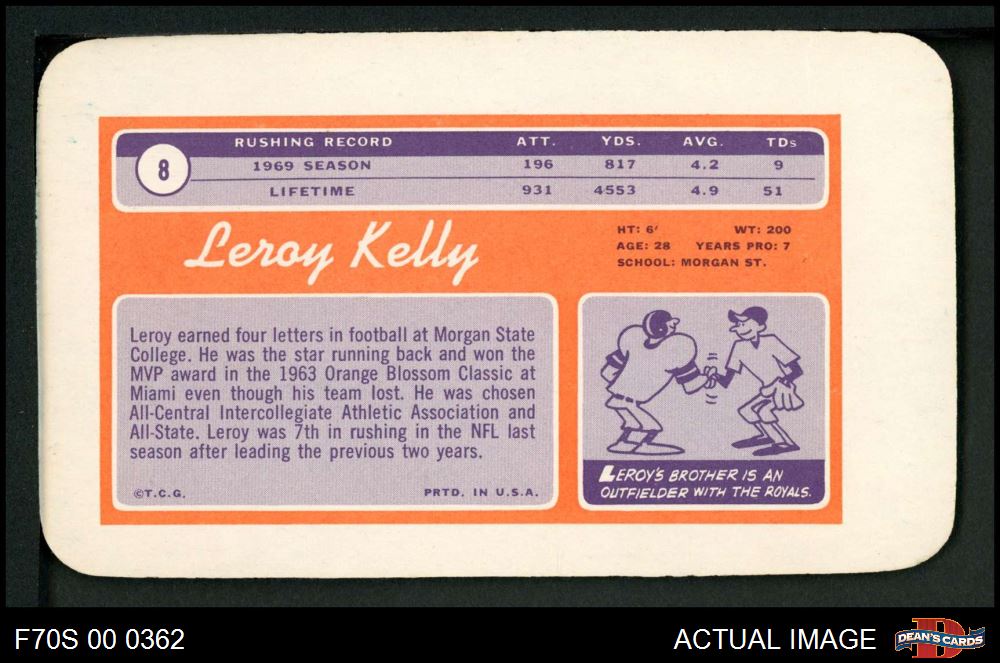 RUSHING RECORD ATT. YDS. AVG. TDs
8
1969 SEASON 196 817 4.2 9
LIFETIME 931 4553 4.9 51
Leroy Kelly
HT: 6' WT: 200
AGE: 28 YEARS PRO: 7
SCHOOL: MORGAN ST.
Leroy earned four letters in football at Morgan State
College. He was the star running back and won the
MVP award in the 1963 Orange Blossom Classic at
Miami even though his team lost. He was chosen
All-Central Intercollegiate Athletic Association and
All-State. Leroy was 7th in rushing in the NFL last
season after leading the previous two years.
©T.C.G. PRTD. IN U.S.A.
LEROY'S BROTHER IS AN
OUTFIELDER WITH THE ROYALS.
F70S 00 0362
ACTUAL IMAGE
DEAN'S CARDS